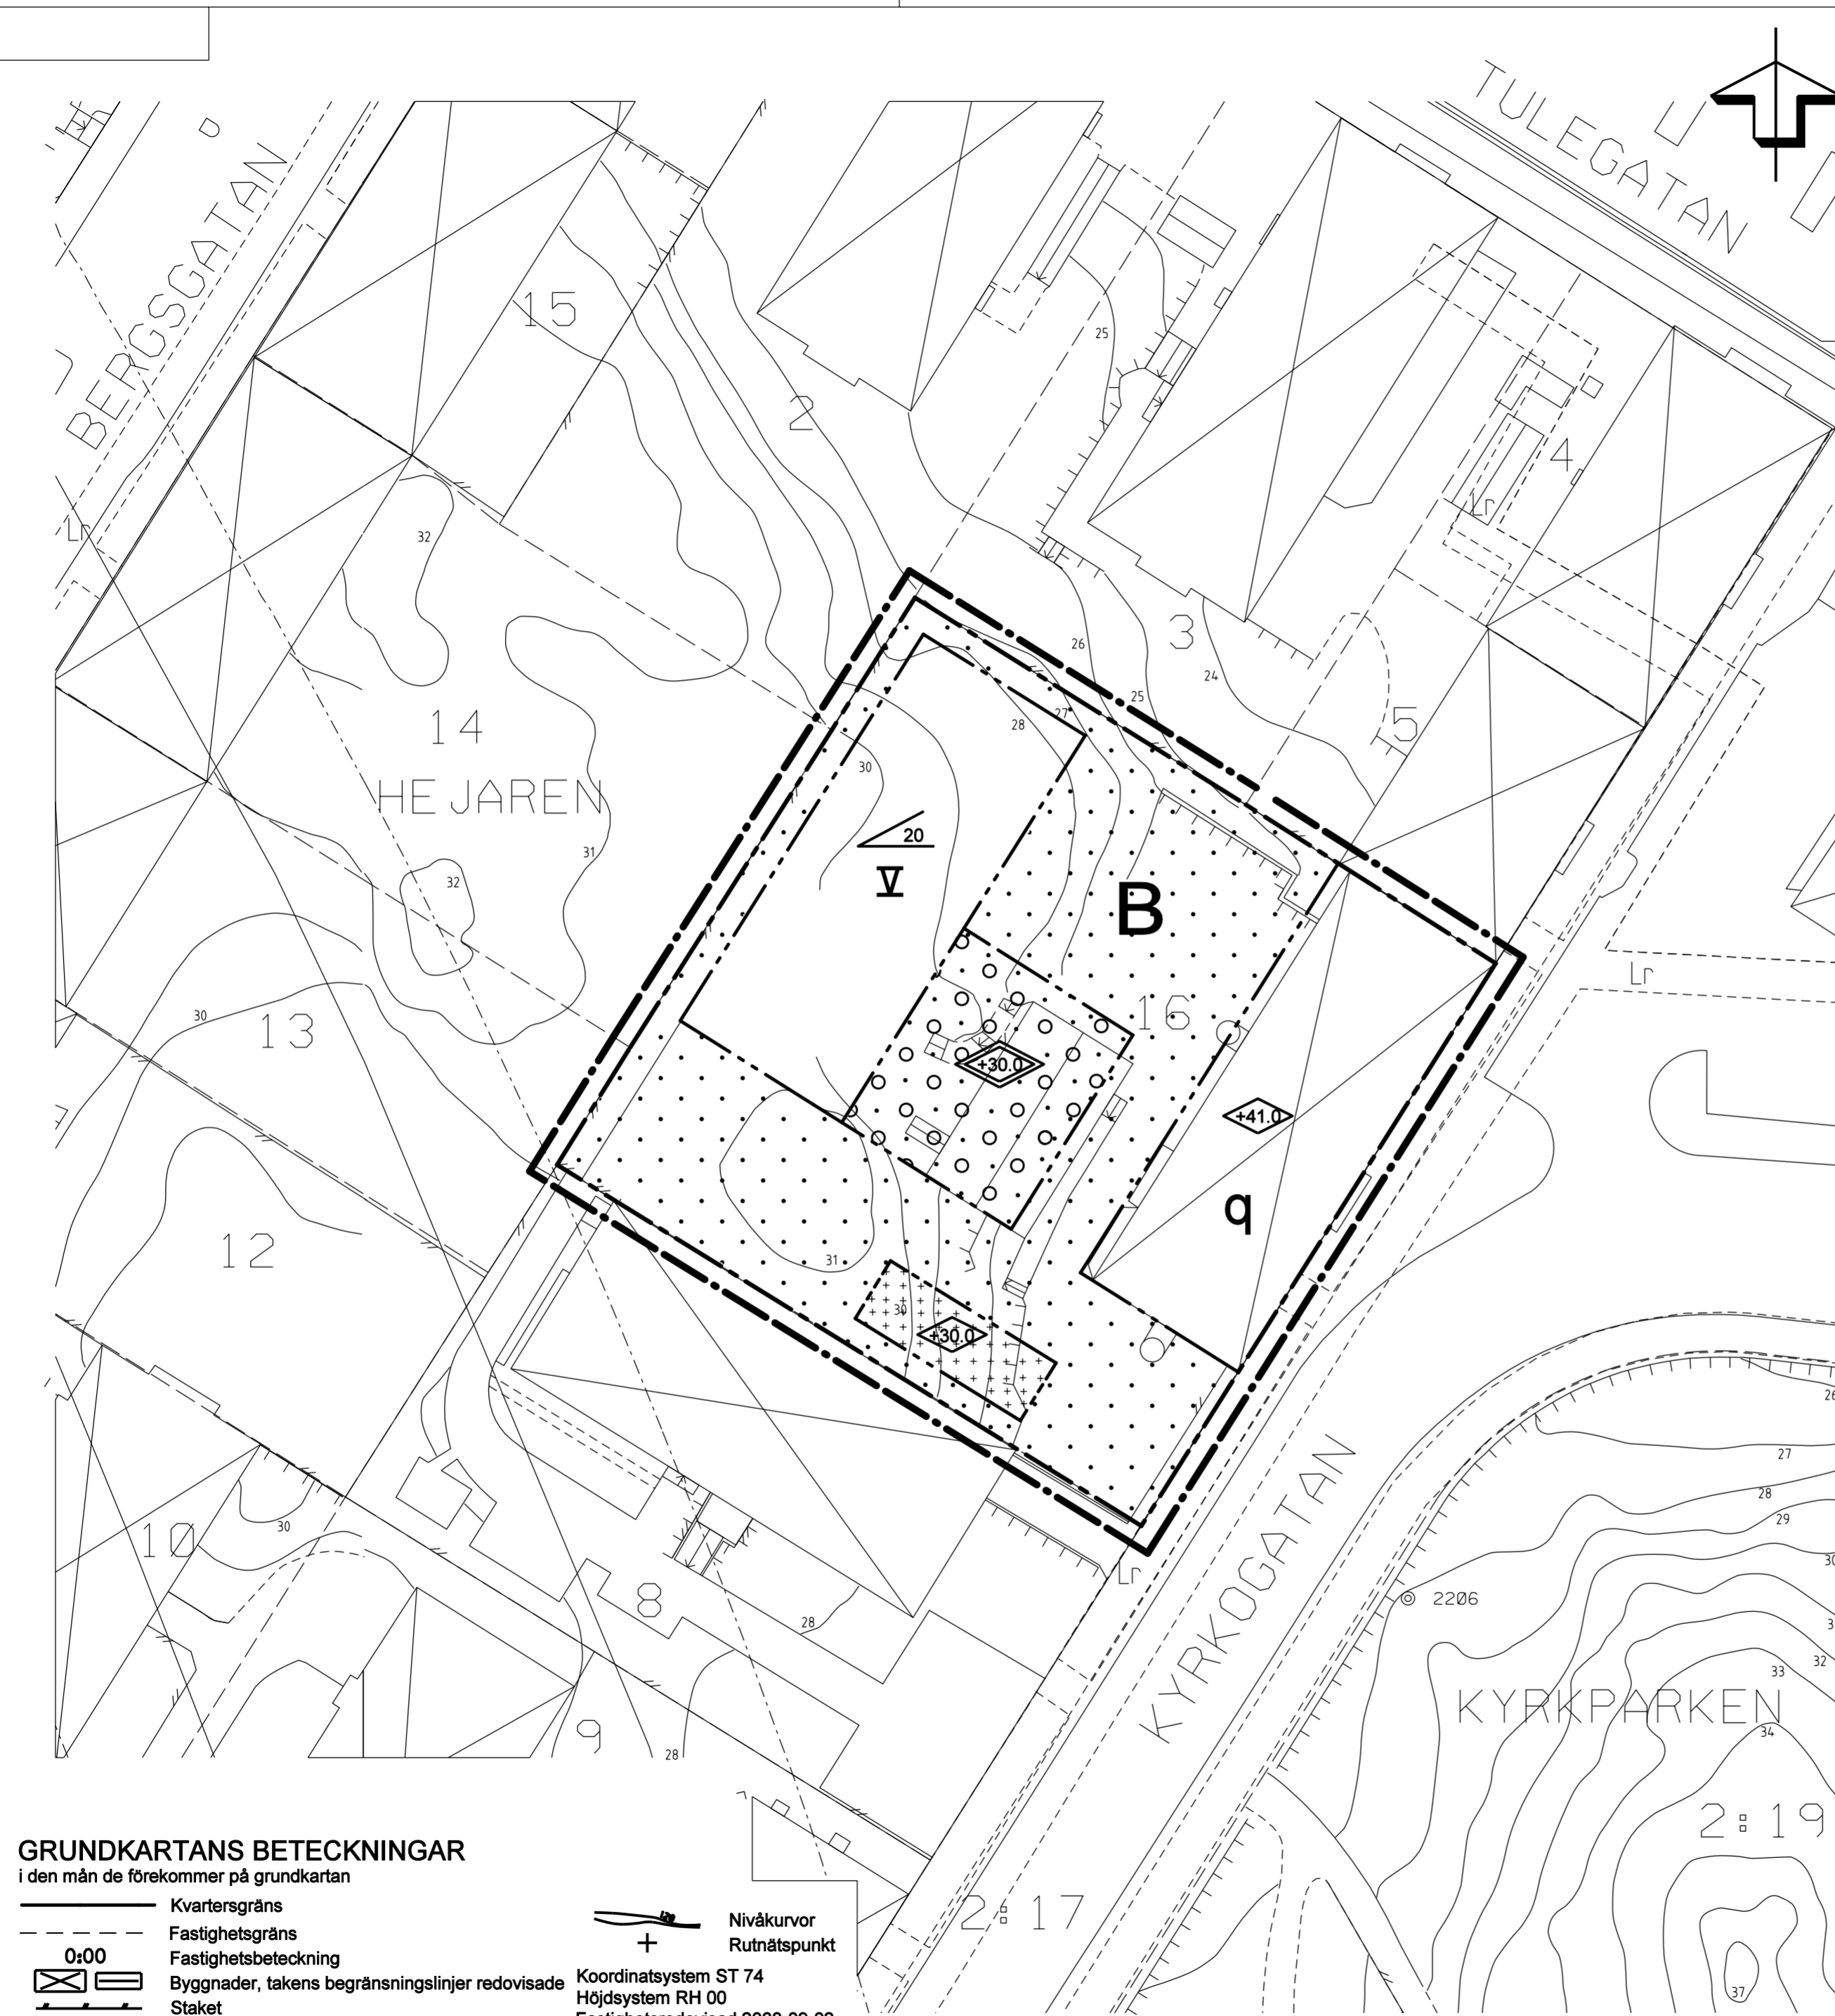 TULEGATAN
BERGSGATAN
15
25
2
4
Lr
Lr
32
3
26
24
25
27
28
5
14
30
HEJAREN
20
31
V
32
B
Lr
16
30
13
+30.0
+41.0
q
12
31
30
+30.0
26
27
28
10
30
29
30
Lr
8
2206
28
KYRKOGATAN
32
33
KYRKPARKEN
34
9
28
2:19
GRUNDKARTANS BETECKNINGAR
i den mån de förekommer på grundkartan
Kvartersgräns
Fastighetsgräns
0:00 Fastighetsbeteckning
Byggnader, takens begränsningslinjer redovisade
Staket
Nivåkurvor
Rutnätspunkt
Koordinatsystem ST 74
Höjdsystem RH 00
2:17
37